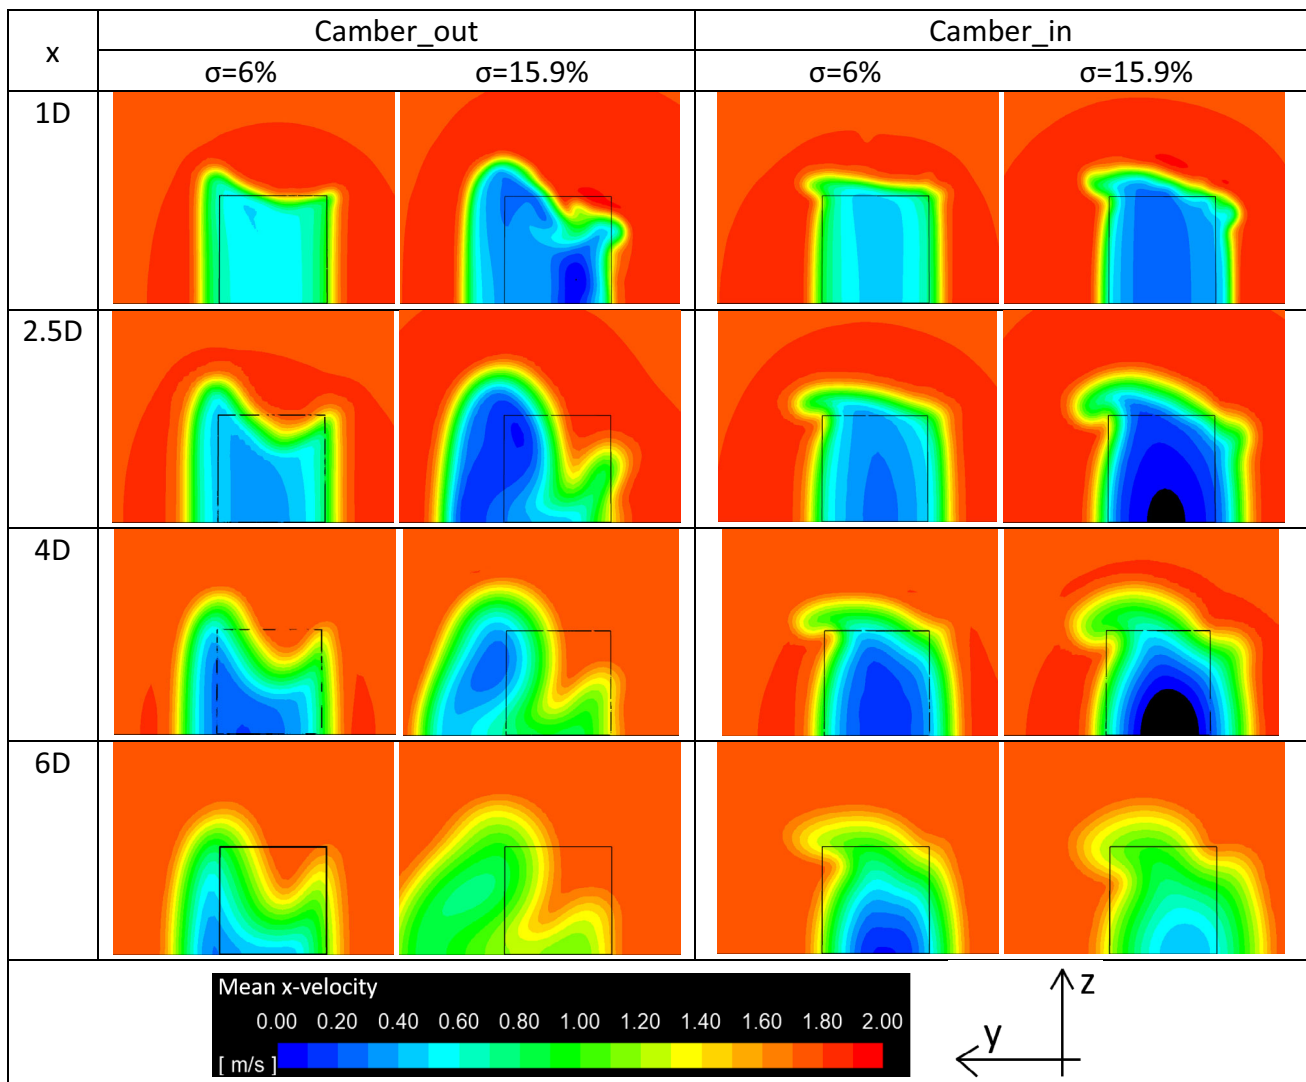 x
Camber_out
Camber_in
σ=6%
σ=15.9%
σ=6%
σ=15.9%
1D
2.5D
4D
6D
Mean x-velocity
0.00 0.20 0.40 0.60 0.80 1.00 1.20 1.40 1.60 1.80 2.00
[ m/s ]
z
y